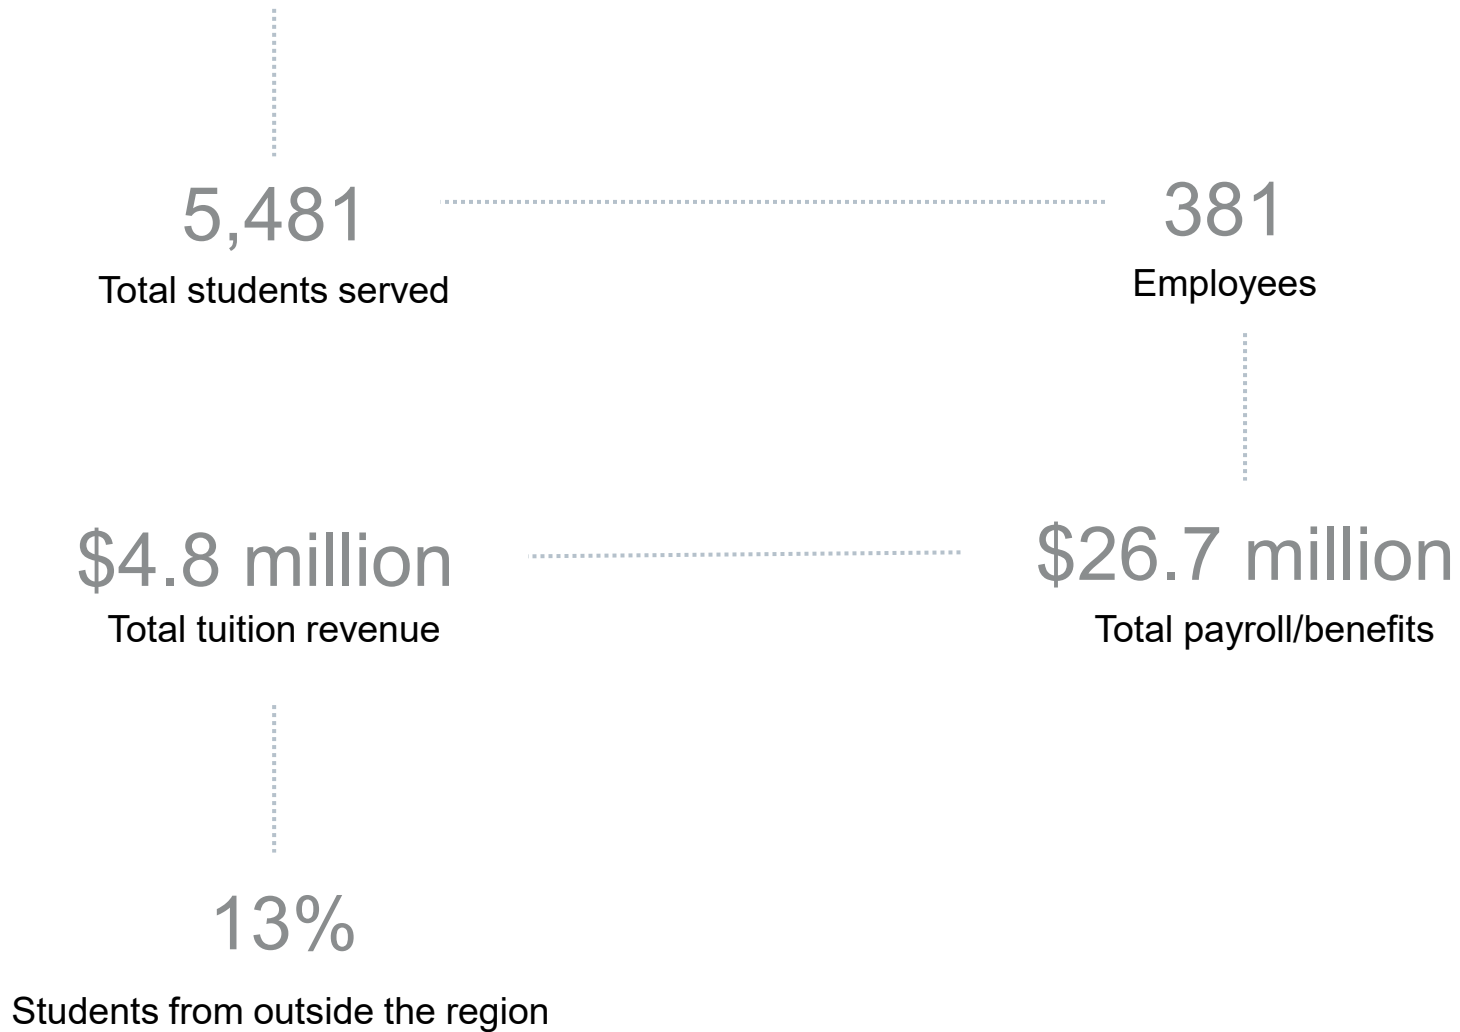 5,481
Total students served
381
Employees
$4.8 million
Total tuition revenue
$26.7 million
Total payroll/benefits
13%
Students from outside the region